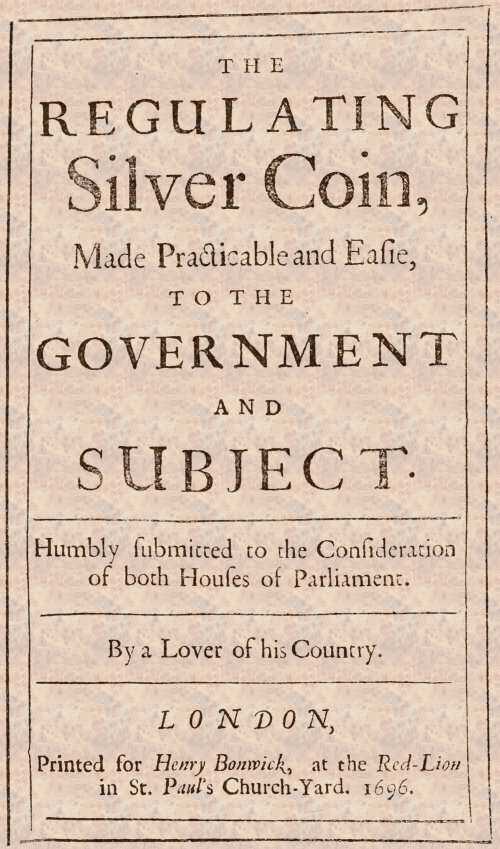 THE
REGULATING
Silver Coin,
Made Practicable and Eaſie,
TO THE
GOVERNMENT
AND
SUBJECT.
Humbly ſubmitted to the Conſideration
of both Houſes of Parliament.
By a Lover of his Country.
LONDON,
Printed for Henry Bonwick, at the Red-Lion
in St. Paul's Church-Yard. 1696.